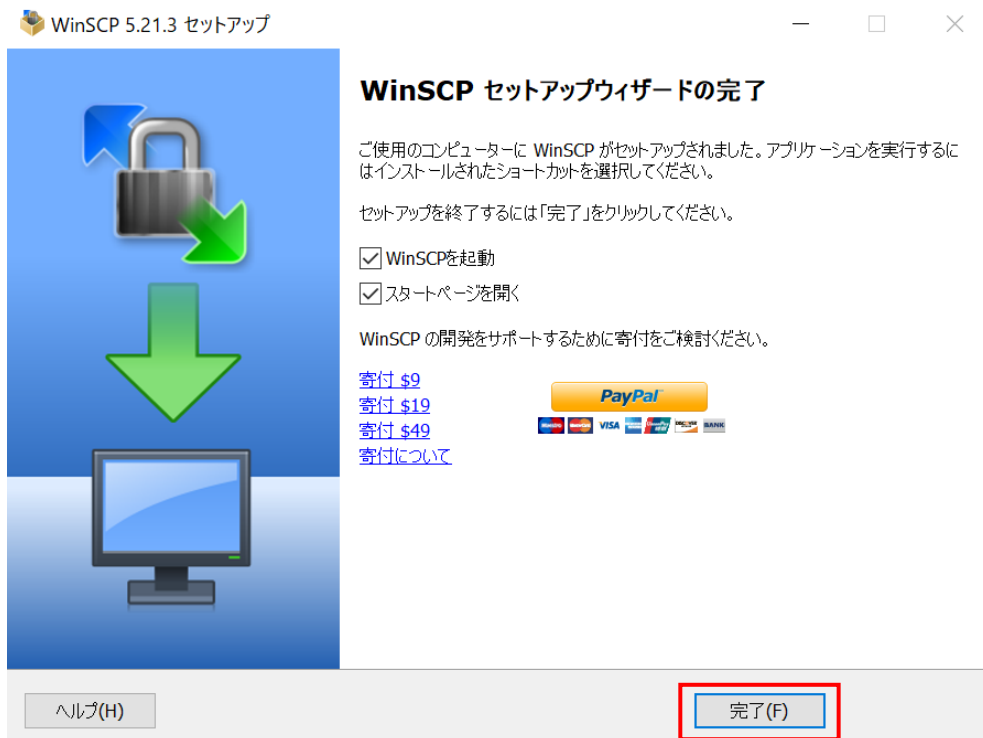 WinSCP 5.21.3 セットアップ
WinSCP セットアップウィザードの完了
ご使用のコンピューターに WinSCP がセットアップされました。アプリケーションを実行するに
はインストールされたショートカットを選択してください。
セットアップを終了するには「完了」をクリックしてください。
WinSCPを起動
スタートページを開く
WinSCP の開発をサポートするために寄付をご検討ください。
寄付 $9
寄付 $19
寄付 $49
寄付について
PayPal
VISA
BANK
ヘルプ(H)
完了(F)